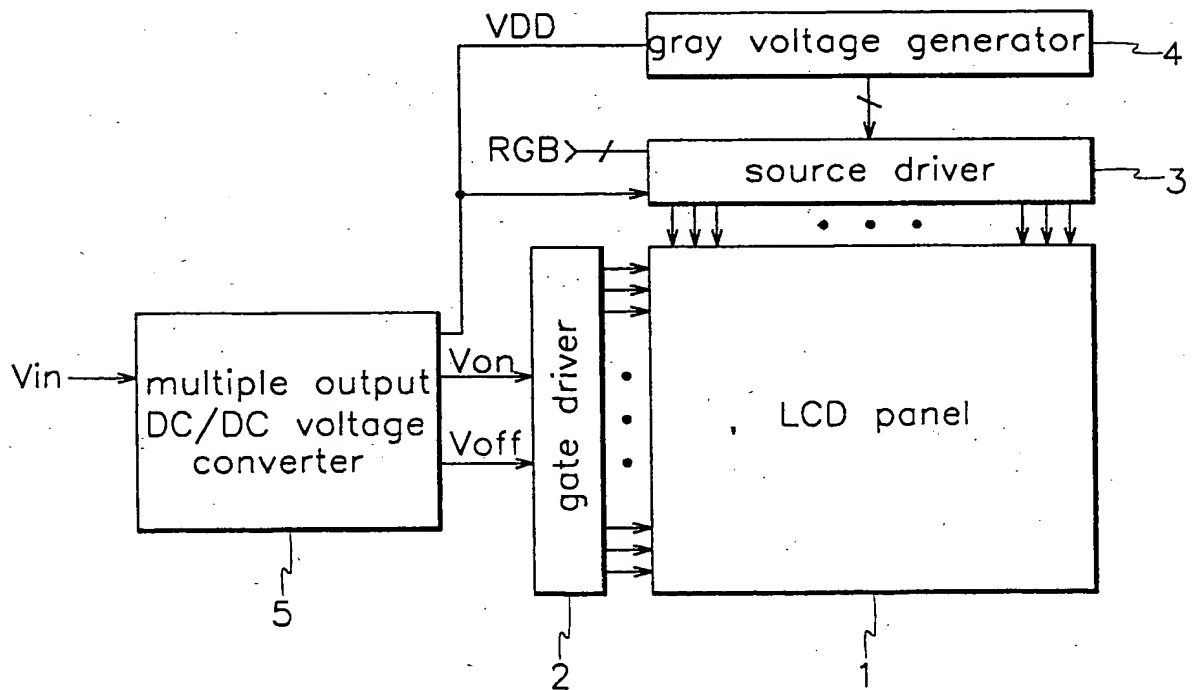 VDD
gray voltage generator
4
RGB
source driver
3
Vin
multiple output
DC/DC voltage
converter
Von
Voff
gate driver
LCD panel
5
2
1